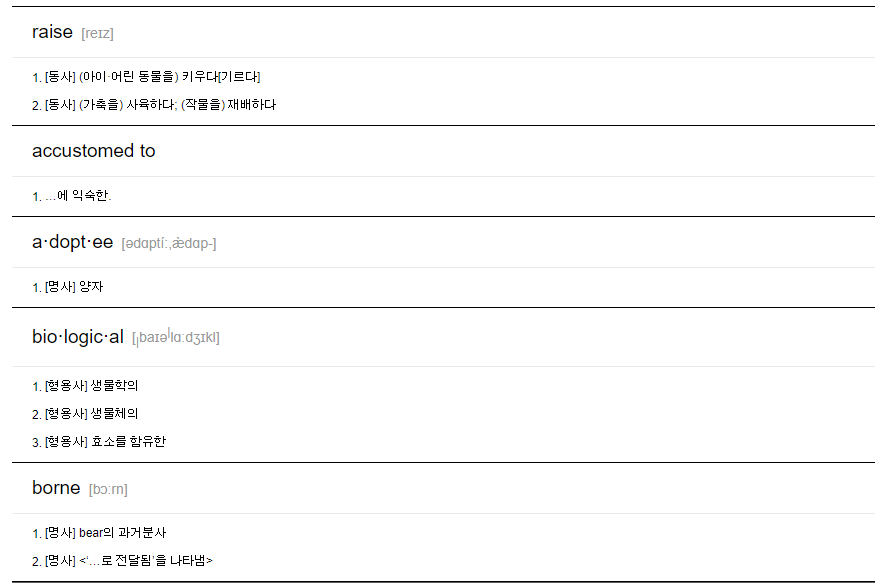 raise [reɪz]
1. [동사] (아이·어린 동물을) 키우다[기르다]
2. [동사] (가축을) 사육하다; (작물을) 재배하다
accustomed to
1. …에 익숙한.
a·dopt·ee [ədɑptíː,æ̀dɑp-]
1. [명사] 양자
bio·logic·al [ˌbaɪəˈlɑːdʒɪkl]
1. [형용사] 생물학의
2. [형용사] 생물체의
3. [형용사] 효소를 함유한
borne [bɔːrn]
1. [명사] bear의 과거분사
2. [명사] <‘…로 전달됨’을 나타냄>